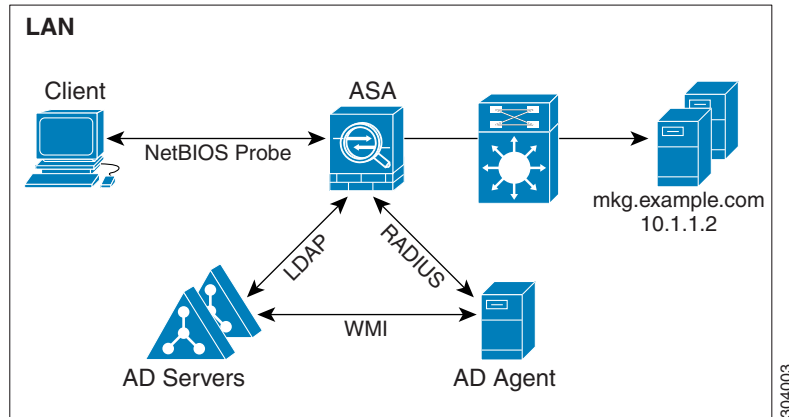 LAN
Client
ASA
NetBIOS Probe
mkg.example.com
10.1.1.2
LDAP
RADIUS
WMI
AD Servers
AD Agent
304003